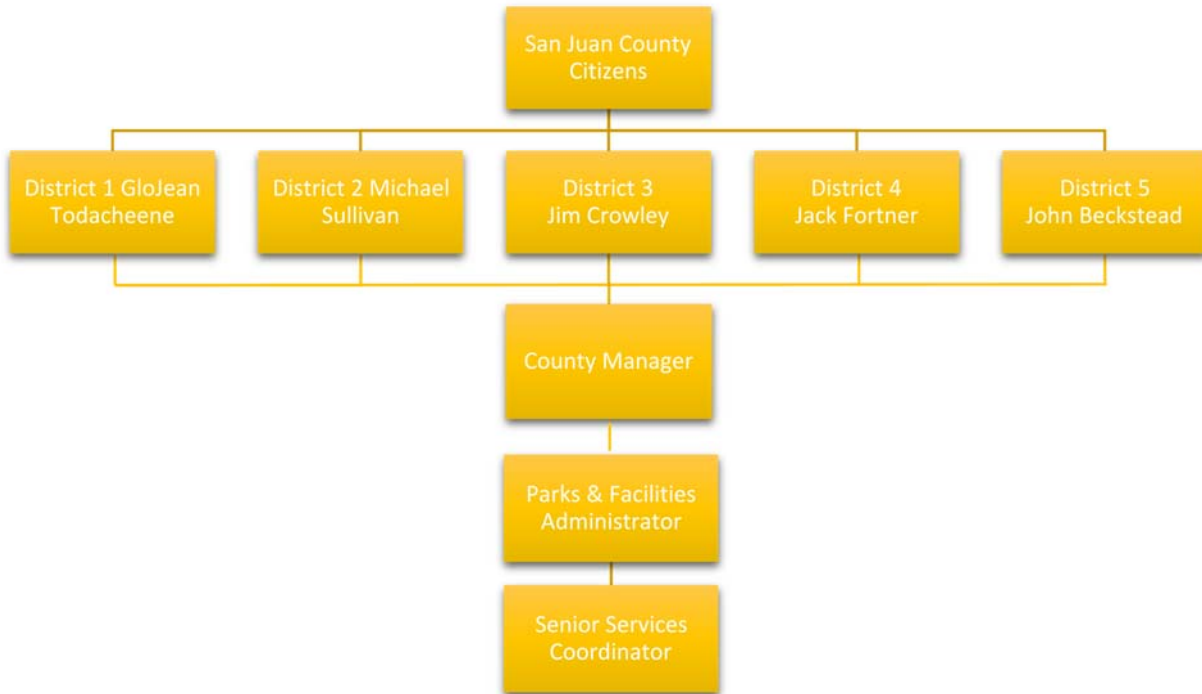 San Juan County
Citizens
District 1 GloJean
Todacheene
District 2 Michael
Sullivan
District 3
Jim Crowley
District 4
Jack Fortner
District 5
John Beckstead
County Manager
Parks & Facilities
Administrator
Senior Services
Coordinator